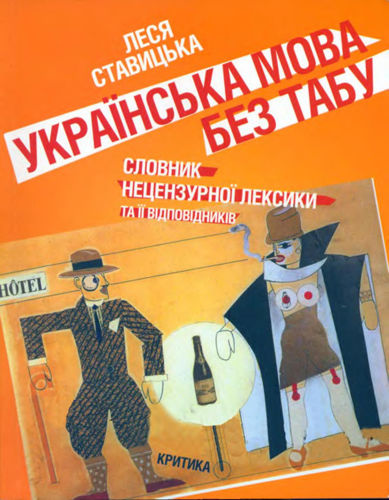 ЛЕСЯ
СТАВИЦЬКА
УКРАЇНСЬКА МОВА
БЕЗ ТАБУ
СЛОВНИК
НЕЦЕНЗУРНОЇ ЛЕКСИКИ
ТА ЇЇ ВІДПОВІДНИКІВ
HÔTEL
КРИТИКА